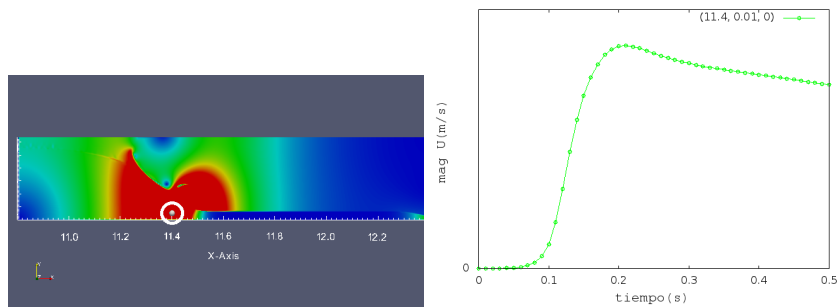 11.0 11.2 11.4 11.6 11.8 12.0 12.2
X-Axis
(11.4, 0.01, 0)
mag U(m/s)
0
0 0.1 0.2 0.3 0.4 0.5
tiempo(s)